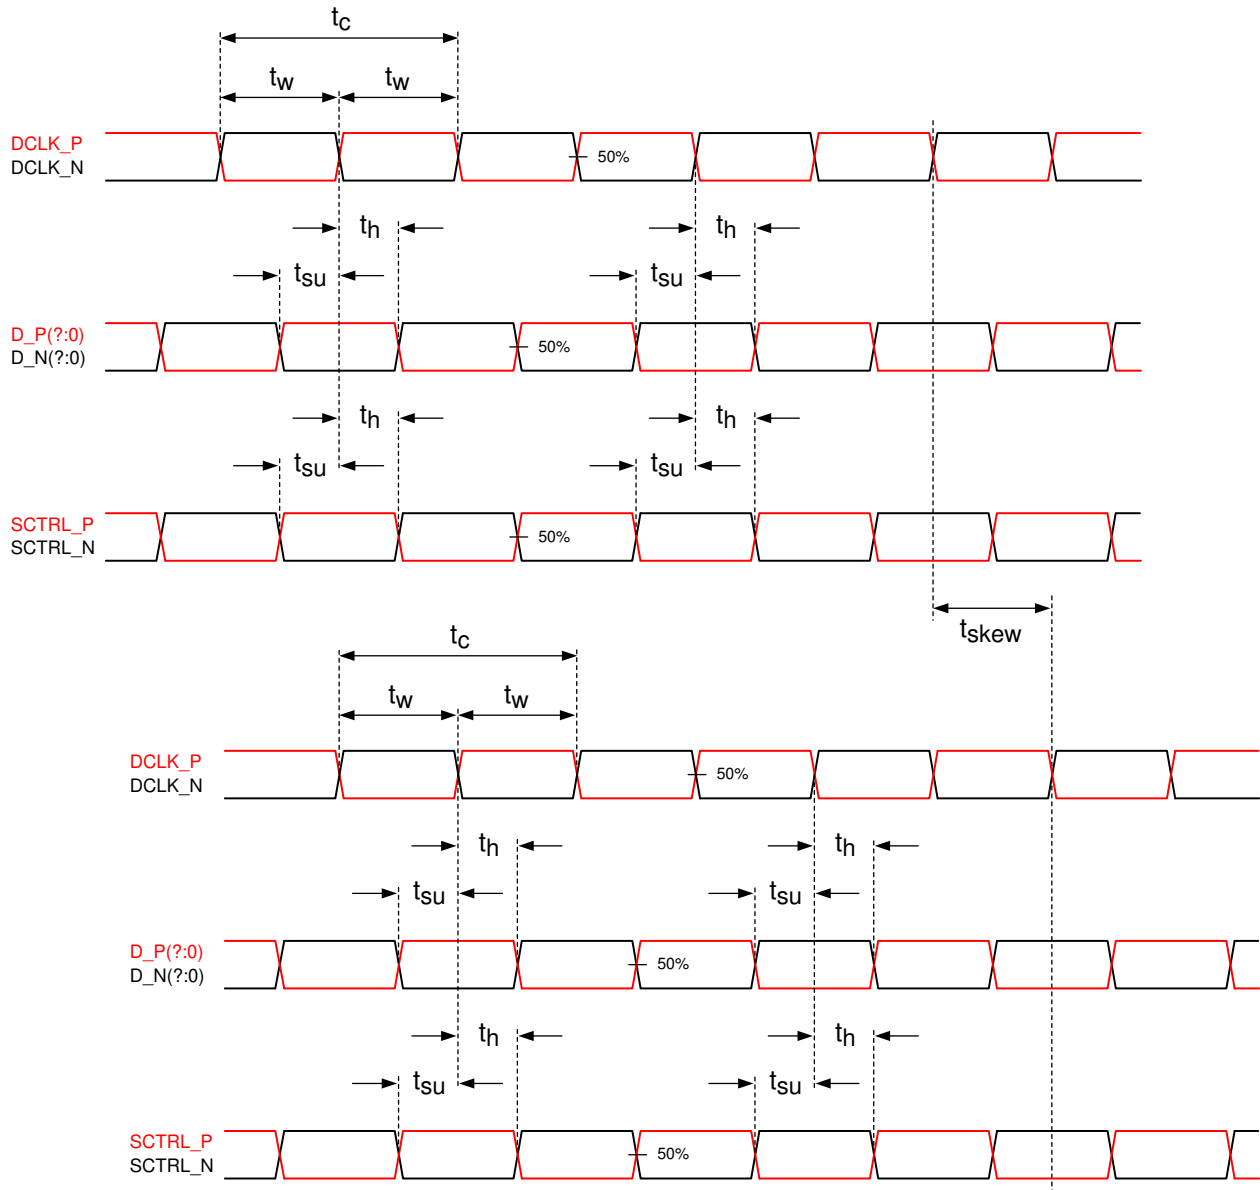 tc
tw tw
DCLK_P
DCLK_N
50%
th th
tsu tsu
D_P(?:0)
D_N(?:0)
50%
th th
tsu tsu
SCTRL_P
SCTRL_N
50%
tskew
tc
tw tw
DCLK_P
DCLK_N
50%
th th
tsu tsu
D_P(?:0)
D_N(?:0)
50%
th th
tsu tsu
SCTRL_P
SCTRL_N
50%